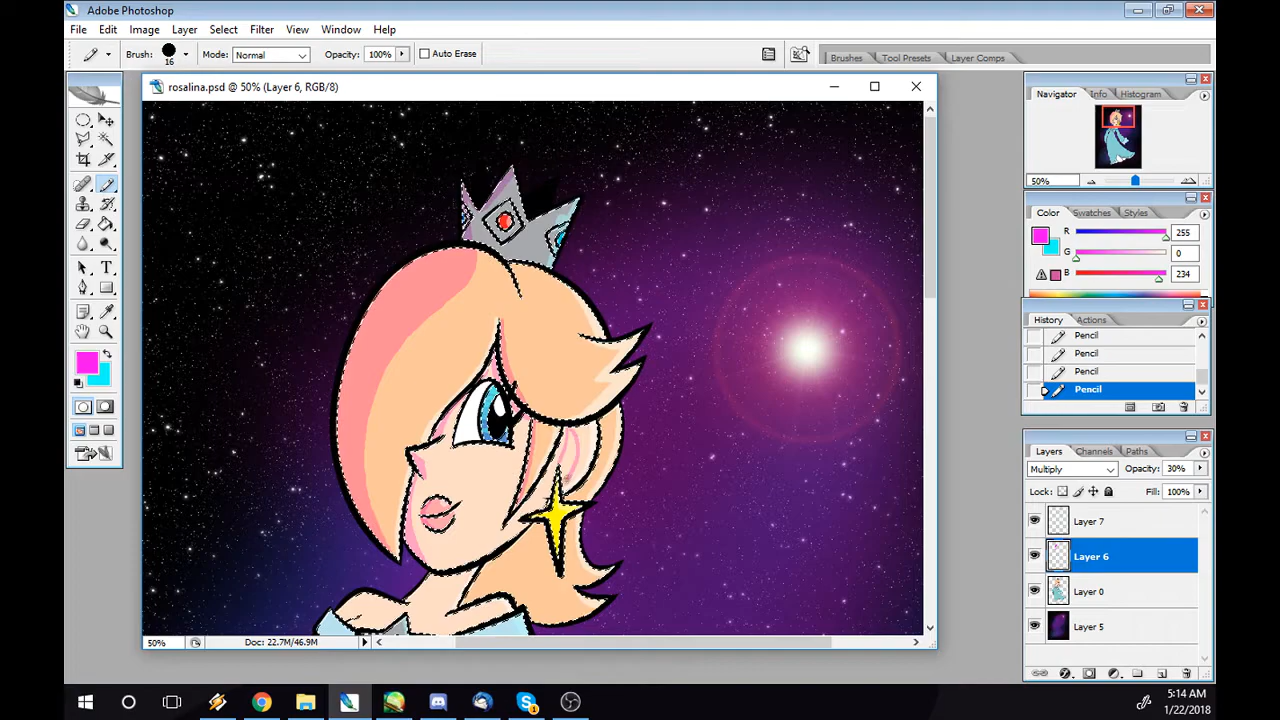 Adobe Photoshop
File Edit Image Layer Select Filter View Window Help
Brush: 16 Mode: Normal Opacity: 100% Auto Erase Brushes Tool Presets Layer Comps
rosalina.psd @ 50% (Layer 6, RGB/8)
Navigator Info Histogram
50%
Color Swatches Styles
R 255
G 0
B 234
History Actions
Pencil
Pencil
Pencil
Pencil
Layers Channels Paths
Multiply Opacity: 30%
Lock: Fill: 100%
Layer 7
Layer 6
Layer 0
Layer 5
50% Doc: 22.7M/46.9M
T
5:14 AM
1/22/2018